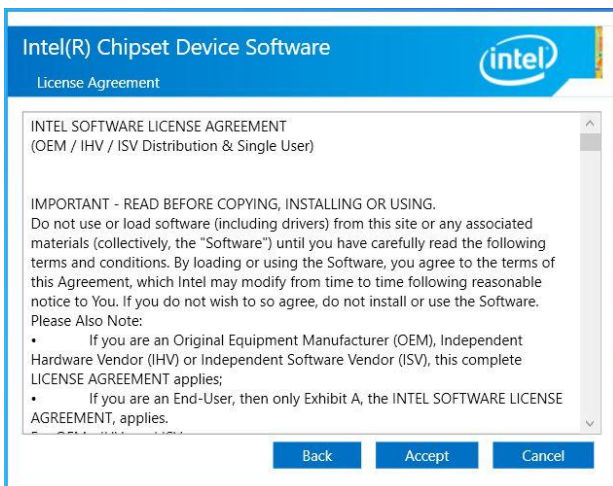 Intel(R) Chipset Device Software
intel
License Agreement
INTEL SOFTWARE LICENSE AGREEMENT
(OEM / IHV / ISV Distribution & Single User)
IMPORTANT - READ BEFORE COPYING, INSTALLING OR USING.
Do not use or load software (including drivers) from this site or any associated
materials (collectively, the "Software") until you have carefully read the following
terms and conditions. By loading or using the Software, you agree to the terms of
this Agreement, which Intel may modify from time to time following reasonable
notice to You. If you do not wish to so agree, do not install or use the Software.
Please Also Note:
• If you are an Original Equipment Manufacturer (OEM), Independent
Hardware Vendor (IHV) or Independent Software Vendor (ISV), this complete
LICENSE AGREEMENT applies;
• If you are an End-User, then only Exhibit A, the INTEL SOFTWARE LICENSE
AGREEMENT, applies.
Back Accept Cancel